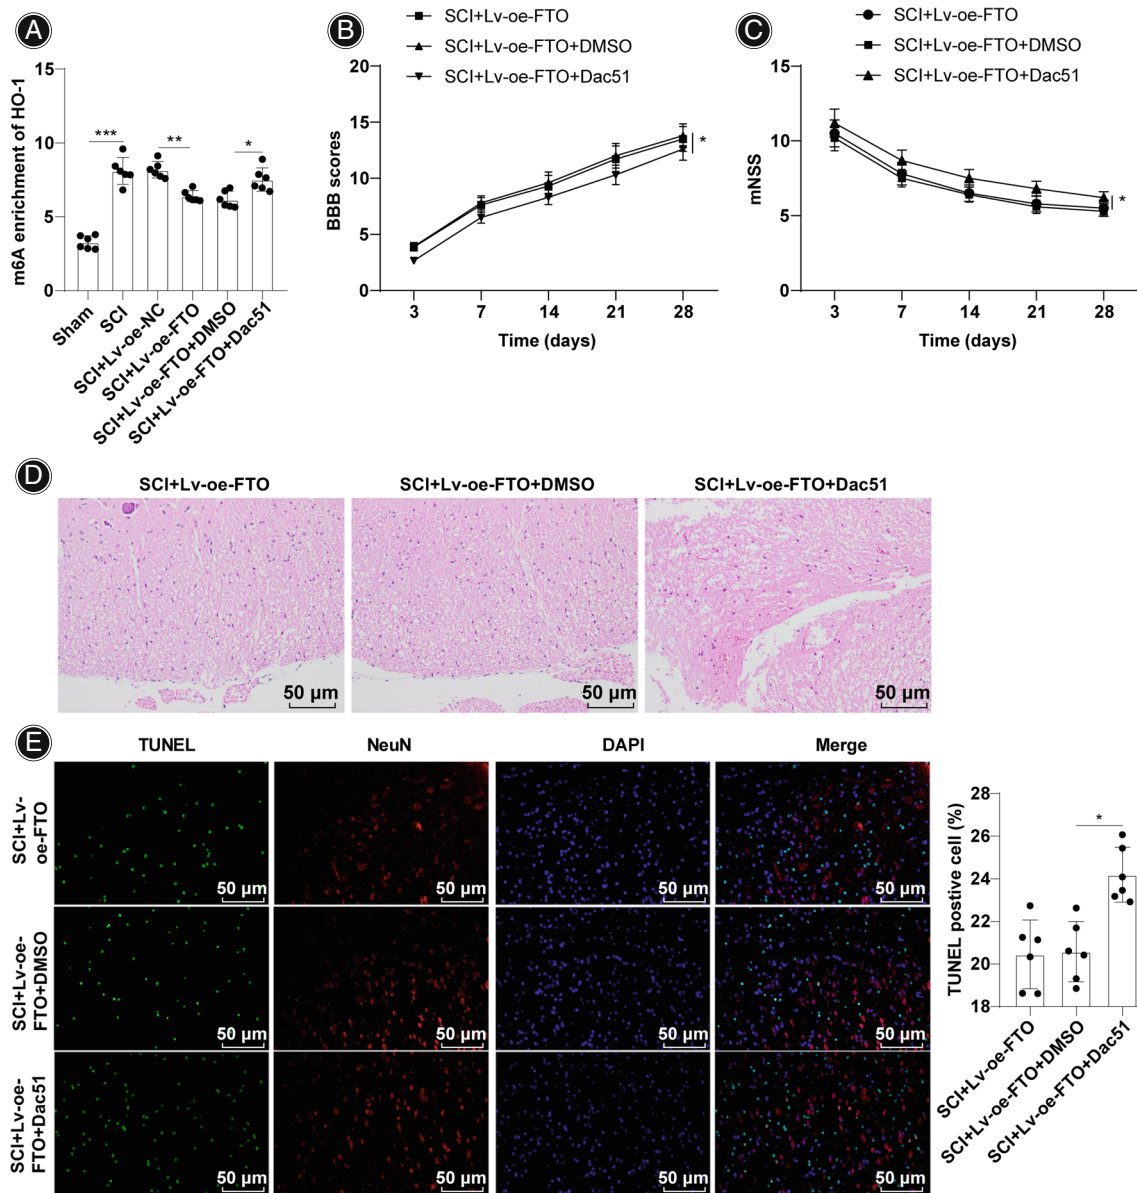 A
m6A enrichment of HO-1
15
10
5
0
***
**
*
Sham
SCI
SCI+Lv-oe-NC
SCI+Lv-oe-FTO
SCI+Lv-oe-FTO+DMSO
SCI+Lv-oe-FTO+Dac51
B
SCI+Lv-oe-FTO
SCI+Lv-oe-FTO+DMSO
SCI+Lv-oe-FTO+Dac51
BBB scores
20
15
10
5
0
*
3 7 14 21 28
Time (days)
C
SCI+Lv-oe-FTO
SCI+Lv-oe-FTO+DMSO
SCI+Lv-oe-FTO+Dac51
mNSS
15
10
5
0
*
3 7 14 21 28
Time (days)
D
SCI+Lv-oe-FTO SCI+Lv-oe-FTO+DMSO SCI+Lv-oe-FTO+Dac51
50 μm 50 μm 50 μm
E
TUNEL NeuN DAPI Merge
SCI+Lv-
oe-FTO
50 μm 50 μm 50 μm 50 μm
SCI+Lv-oe-
FTO+DMSO
50 μm 50 μm 50 μm 50 μm
SCI+Lv-oe-
FTO+Dac51
50 μm 50 μm 50 μm 50 μm
TUNEL postive cell (%)
28
26
24
22
20
18
*
SCI+Lv-oe-FTO
SCI+Lv-oe-FTO+DMSO
SCI+Lv-oe-FTO+Dac51